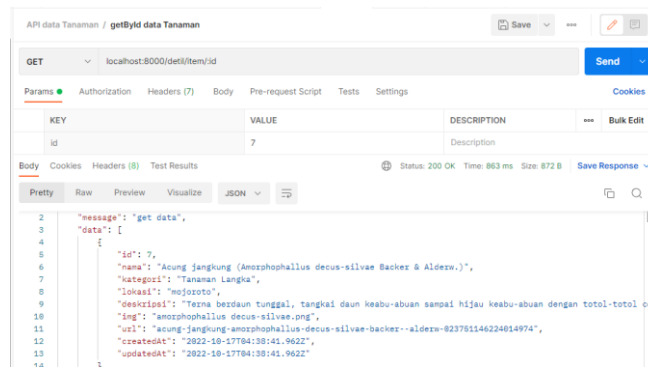 API data Tanaman / getById data Tanaman Save
GET localhost:8000/detil/item/:id Send
Params Authorization Headers (7) Body Pre-request Script Tests Settings Cookies
KEY VALUE DESCRIPTION Bulk Edit
id 7 Description
Body Cookies Headers (8) Test Results Status: 200 OK Time: 863 ms Size: 872 B Save Response
Pretty Raw Preview Visualize JSON
2 "message": "get data",
3 "data": [
4 {
5 "id": 7,
6 "nama": "Acung jangkung (Amorphophallus decus-silvae Backer & Alderw.)",
7 "kategori": "Tanaman Langka",
8 "lokasi": "mojoroto",
9 "deskripsi": "Terna berdaun tunggal, tangkai daun keabu-abuan sampai hijau keabu-abuan dengan totol-totol
10 "img": "amorphophallus decus-silvae.png",
11 "url": "acung-jangkung-amorphophallus-decus-silvae-backer--alderw-023751146224014974",
12 "createdAt": "2022-10-17T04:38:41.962Z",
13 "updatedAt": "2022-10-17T04:38:41.962Z"
14 }